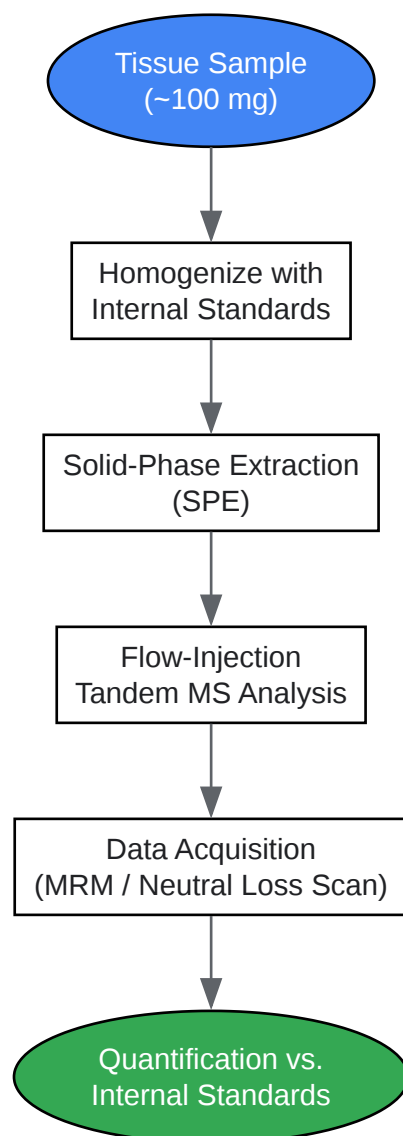 Tissue Sample
(~100 mg)
Homogenize with
Internal Standards
Solid-Phase Extraction
(SPE)
Flow-Injection
Tandem MS Analysis
Data Acquisition
(MRM / Neutral Loss Scan)
Quantification vs.
Internal Standards